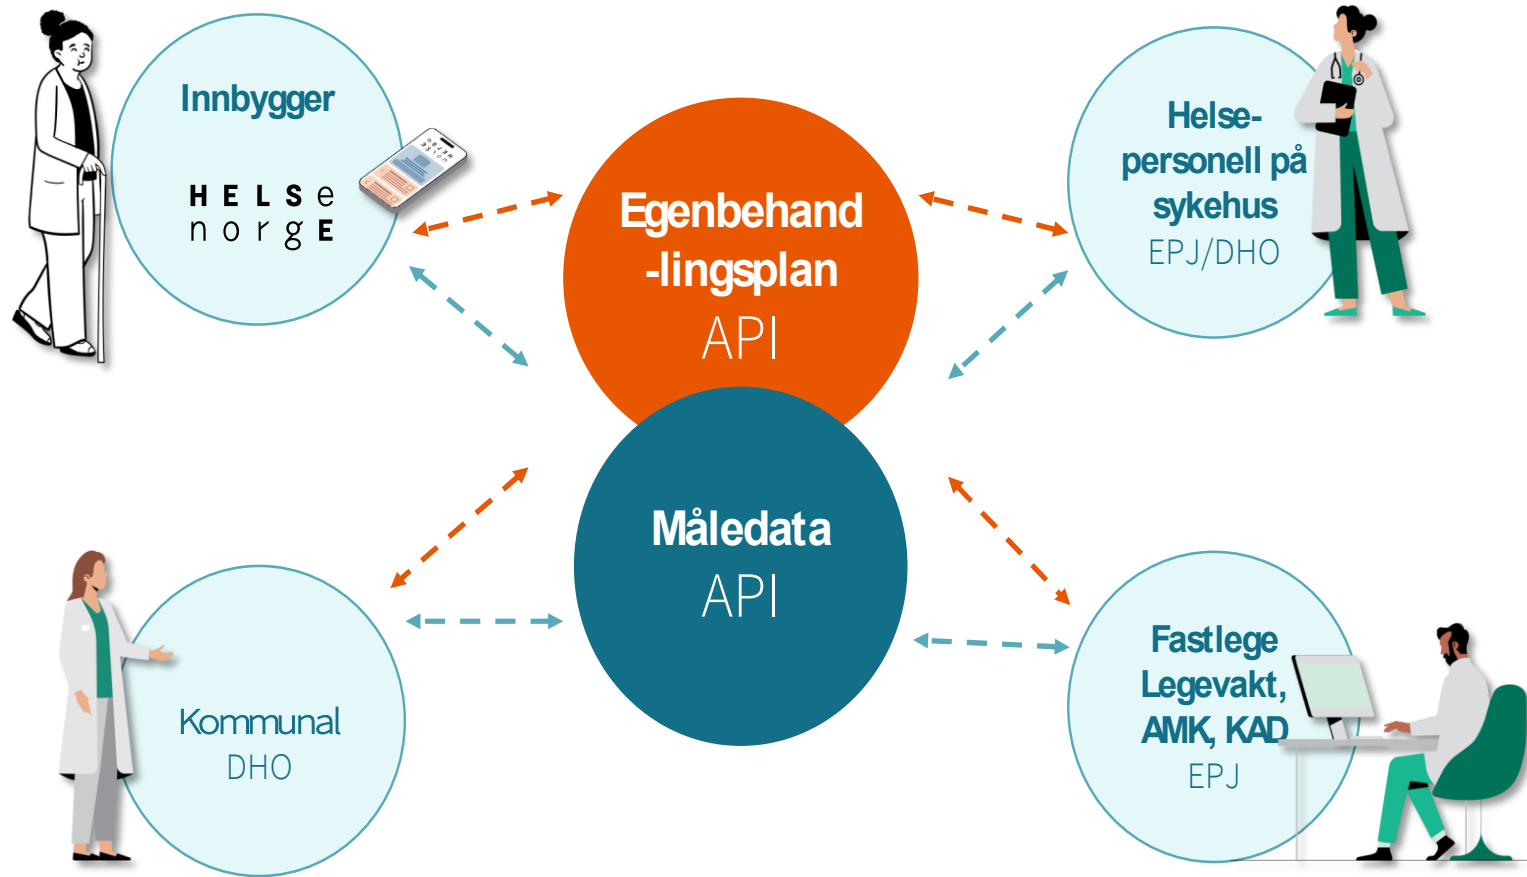 Innbygger
HELSe
norgE
Egenbehand
-lingsplan
API
Helse-
personell på
sykehus
EPJ/DHO
Måledata
API
Kommunal
DHO
Fastlege
Legevakt,
AMK, KAD
EPJ